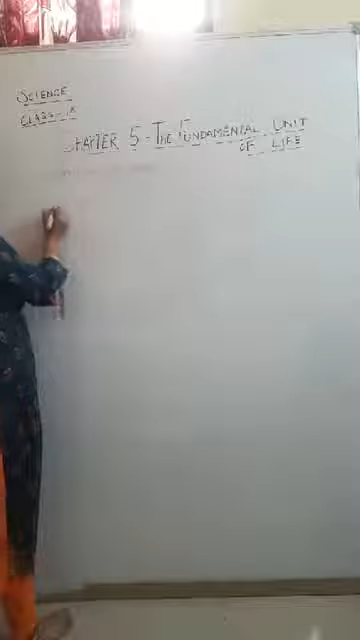 SCIENCE
CLASS - IX
CHAPTER 5 - THE FUNDAMENTAL UNIT
OF LIFE